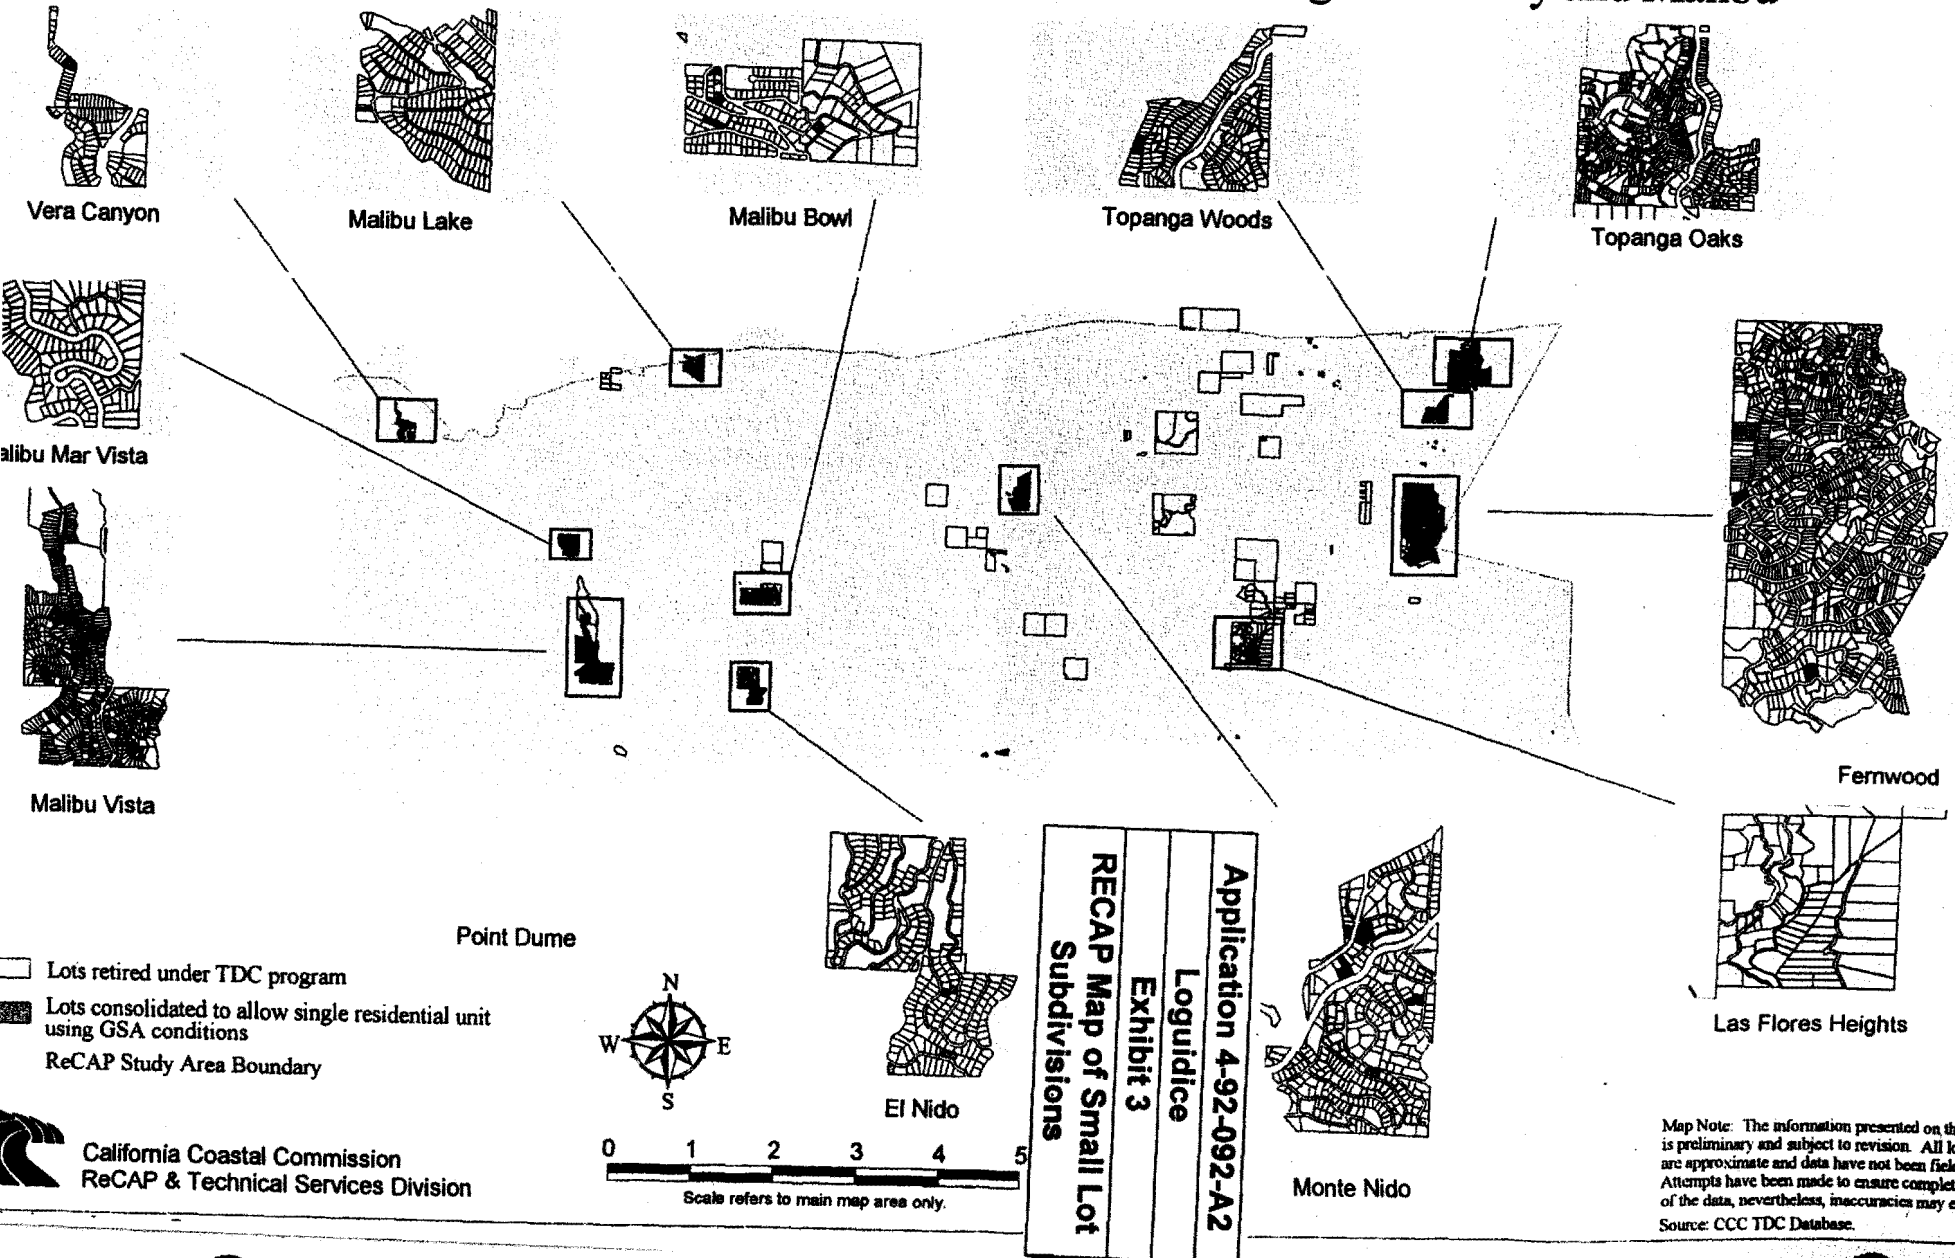 and Malibu
Vera Canyon
Malibu Lake
Malibu Bowl
Topanga Woods
Topanga Oaks
alibu Mar Vista
Malibu Vista
Fernwood
Point Dume
Lots retired under TDC program
Lots consolidated to allow single residential unit
using GSA conditions
ReCAP Study Area Boundary
California Coastal Commission
ReCAP & Technical Services Division
N
W E
S
0 1 2 3 4 5
Scale refers to main map area only.
El Nido
Application 4-92-092-A2
Loguidice
Exhibit 3
RECAP Map of Small Lot
Subdivisions
Monte Nido
Las Flores Heights
Map Note: The information presented on th
is preliminary and subject to revision. All l
are approximate and data have not been fiel
Attempts have been made to ensure complet
of the data, nevertheless, inaccuracies may e
Source: CCC TDC Database.